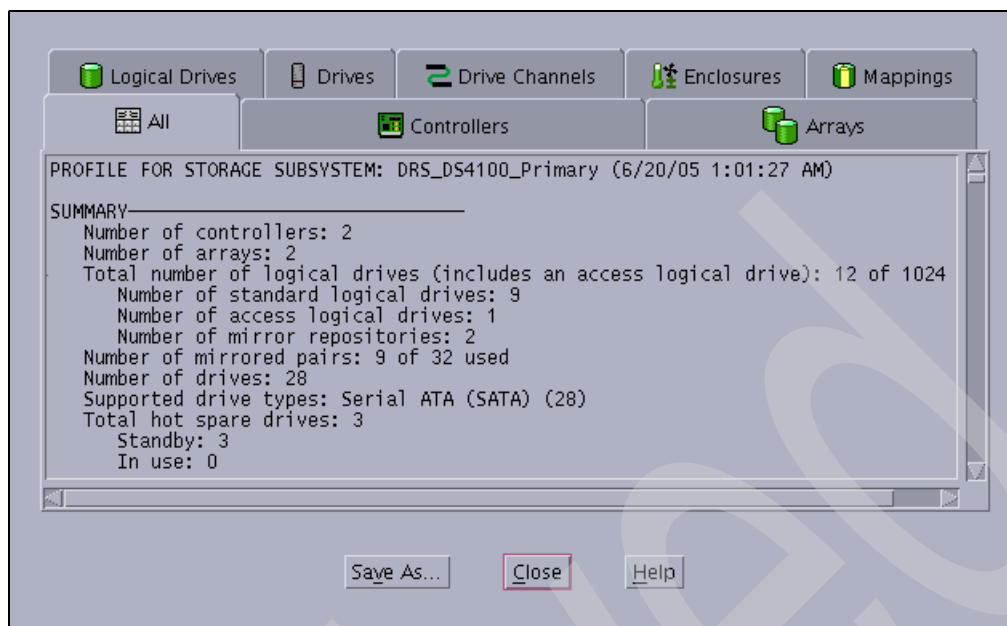 Logical Drives
Drives
Drive Channels
Enclosures
Mappings
All
Controllers
Arrays
PROFILE FOR STORAGE SUBSYSTEM: DRS_DS4100_Primary (6/20/05 1:01:27 AM)
SUMMARY
Number of controllers: 2
Number of arrays: 2
Total number of logical drives (includes an access logical drive): 12 of 1024
Number of standard logical drives: 9
Number of access logical drives: 1
Number of mirror repositories: 2
Number of mirrored pairs: 9 of 32 used
Number of drives: 28
Supported drive types: Serial ATA (SATA) (28)
Total hot spare drives: 3
Standby: 3
In use: 0
Save As...
Close
Help